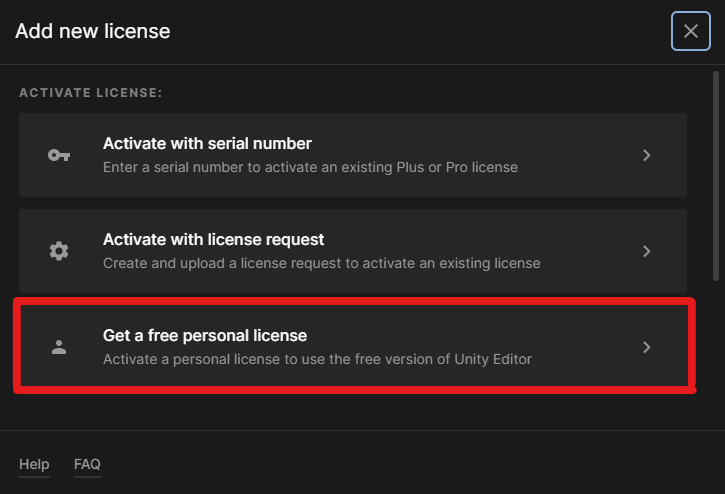 Add new license
ACTIVATE LICENSE:
Activate with serial number
Enter a serial number to activate an existing Plus or Pro license
Activate with license request
Create and upload a license request to activate an existing license
Get a free personal license
Activate a personal license to use the free version of Unity Editor
Help FAQ